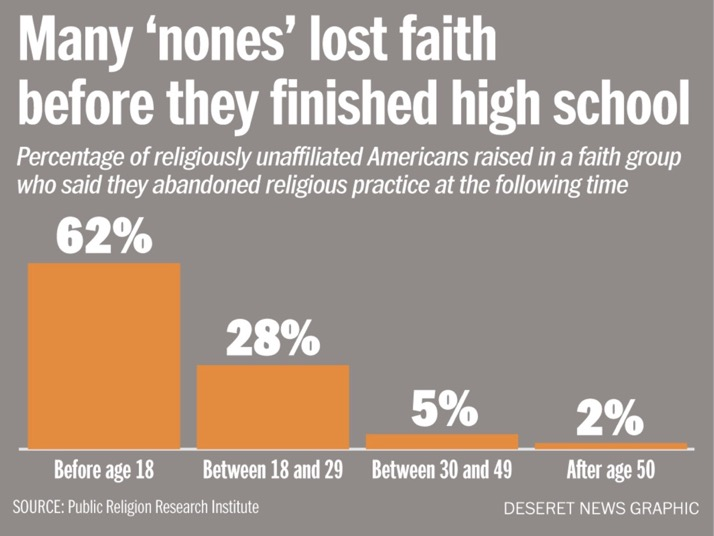 Many ‘nones’ lost faith
before they finished high school
Percentage of religiously unaffiliated Americans raised in a faith group
who said they abandoned religious practice at the following time
62%
28%
5%
2%
Before age 18
Between 18 and 29
Between 30 and 49
After age 50
SOURCE: Public Religion Research Institute
DESERET NEWS GRAPHIC